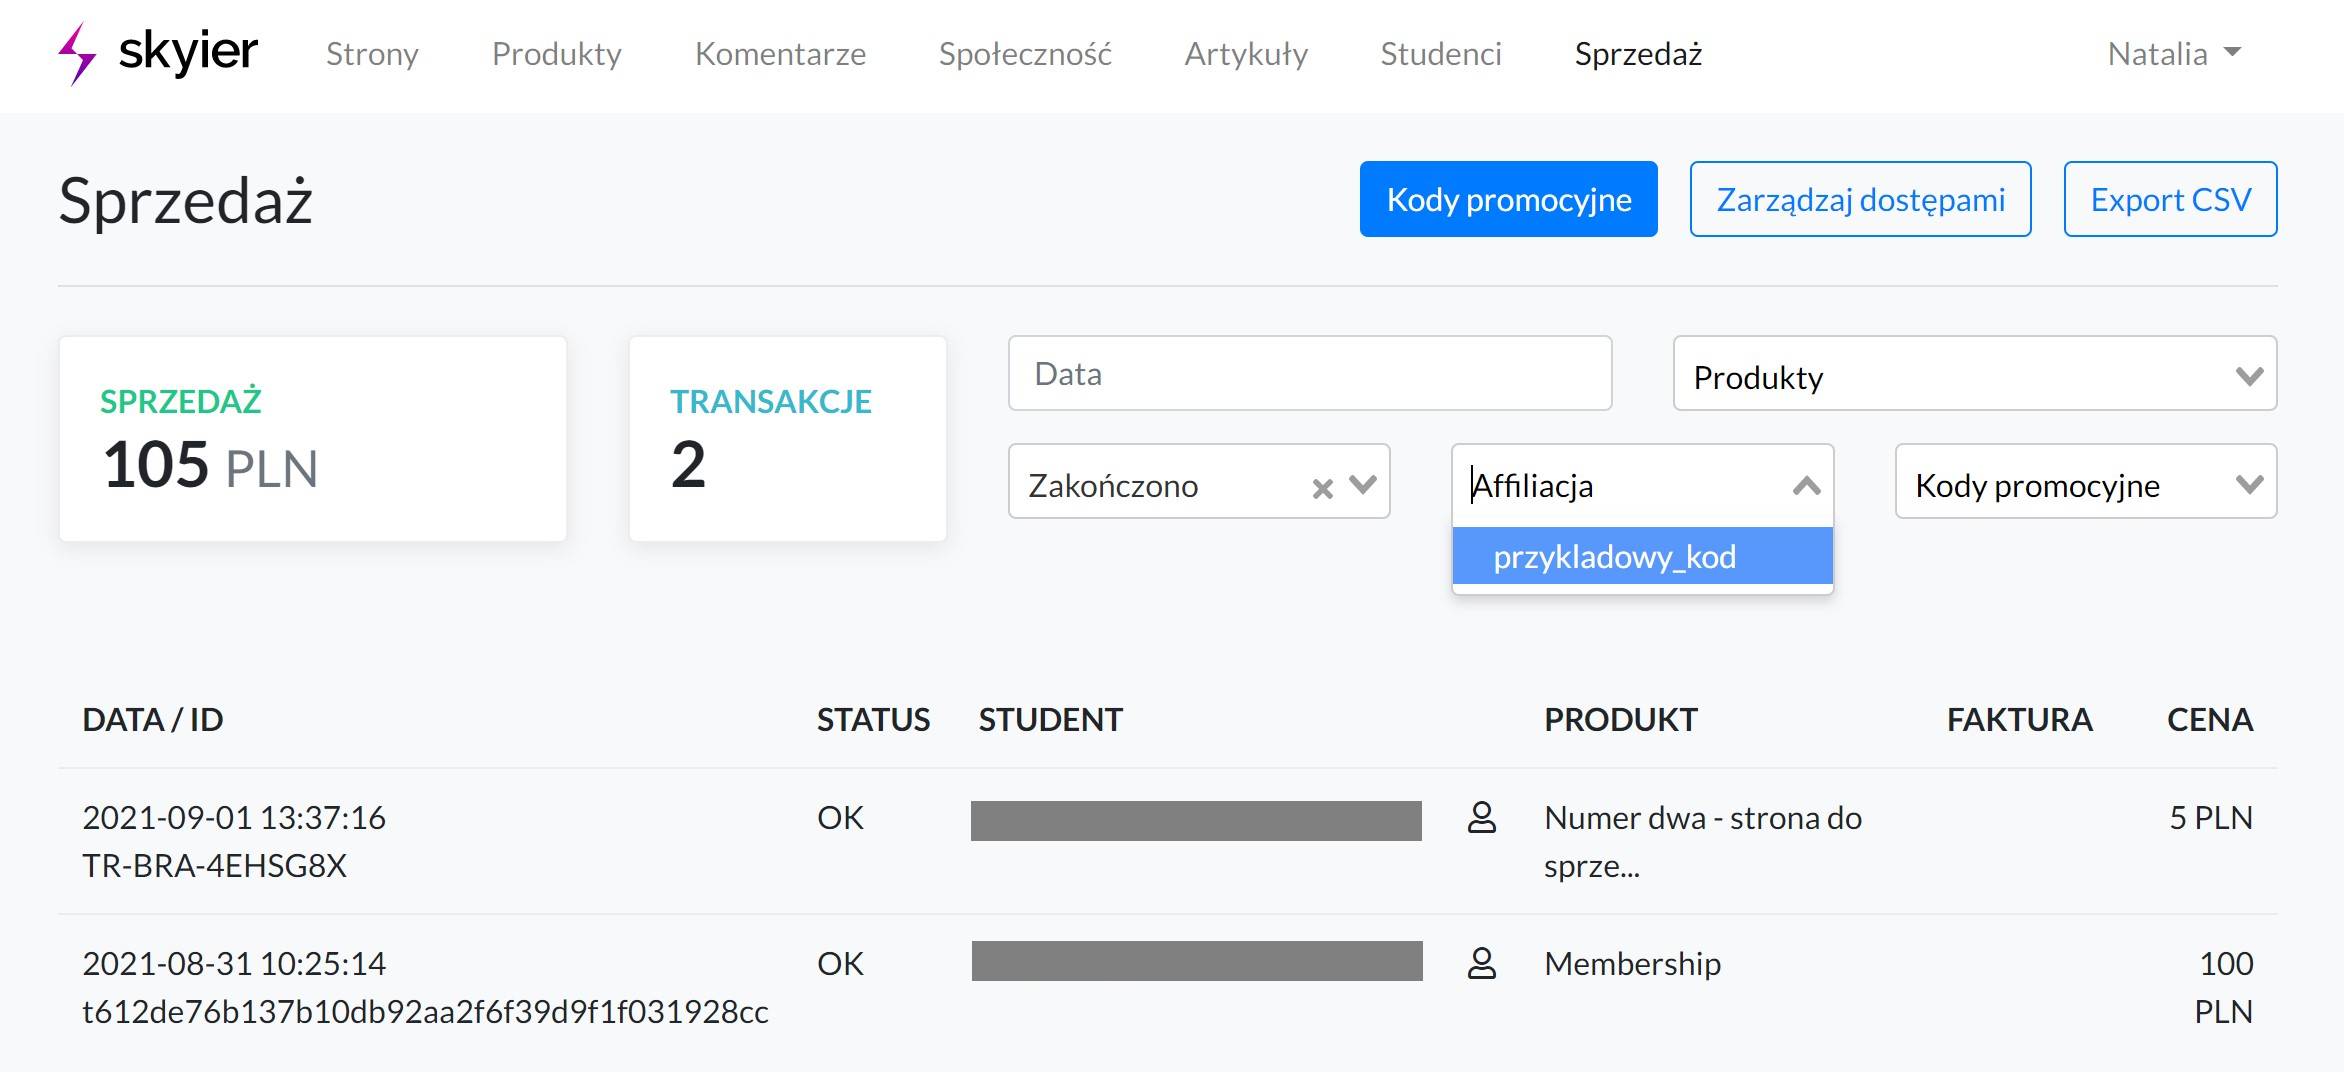 skyier Strony Produkty Komentarze Społeczność Artykuły Studenci Sprzedaż Natalia
Sprzedaż Kody promocyjne Zarządzaj dostępami Export CSV
SPRZEDAŻ
105 PLN
TRANSAKCJE
2
Data Produkty
Zakończono Affiliacja Kody promocyjne
przykladowy_kod
DATA / ID STATUS STUDENT PRODUKT FAKTURA CENA
2021-09-01 13:37:16 OK Numer dwa - strona do 5 PLN
TR-BRA-4EHSG8X sprze...
2021-08-31 10:25:14 OK Membership 100
t612de76b137b10db92aa2f6f39d9f1f031928cc PLN